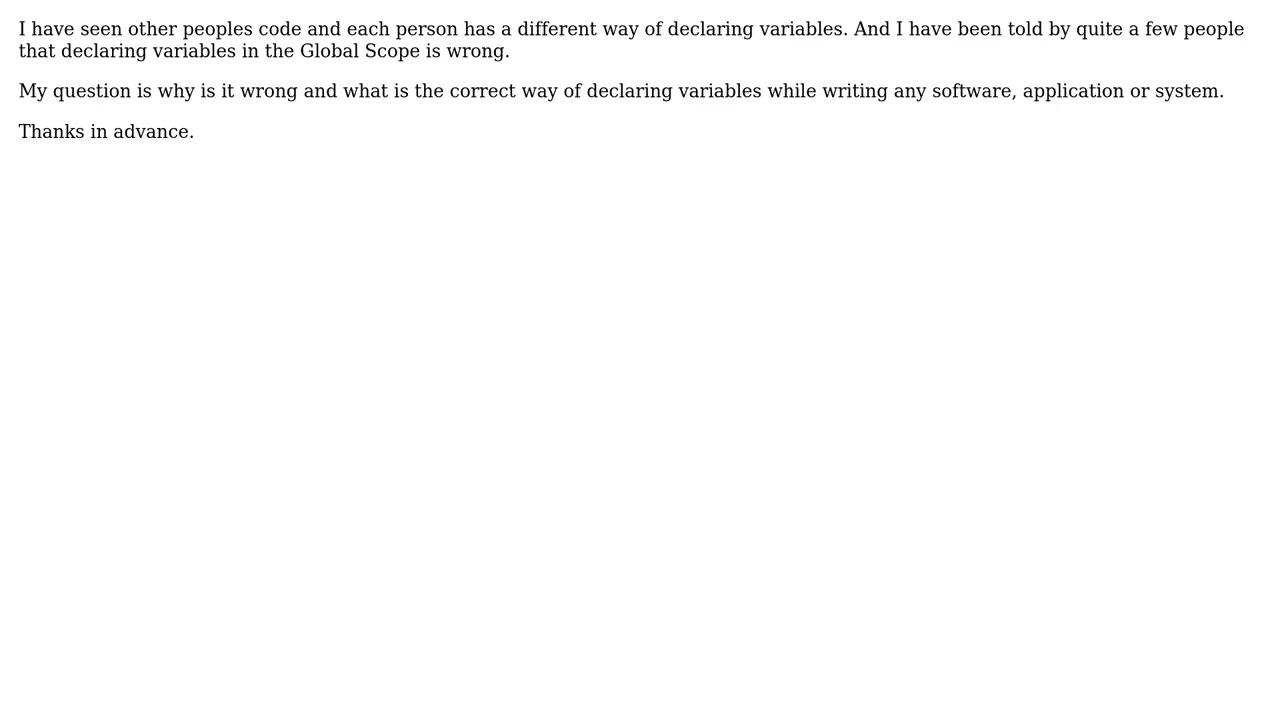 I have seen other peoples code and each person has a different way of declaring variables. And I have been told by quite a few people
that declaring variables in the Global Scope is wrong.
My question is why is it wrong and what is the correct way of declaring variables while writing any software, application or system.
Thanks in advance.